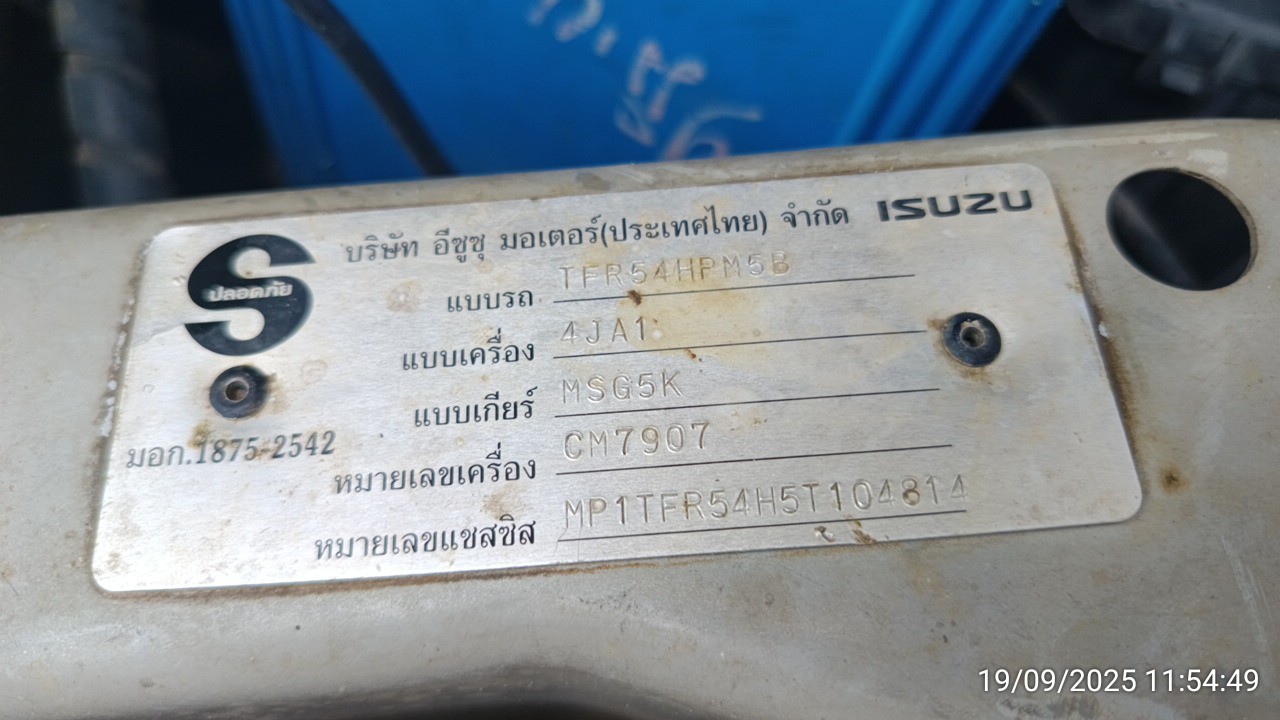 บริษัท อีซูซุ มอเตอร์(ประเทศไทย) จำกัด ISUZU
ปลอดภัย
แบบรถ TFR54HPM5B
แบบเครื่อง 4JA1
แบบเกียร์ MSG5K
มอก.1875-2542
หมายเลขเครื่อง CM7907
หมายเลขแชสซิส MP1TFR54H5T104814
19/09/2025 11:54:49